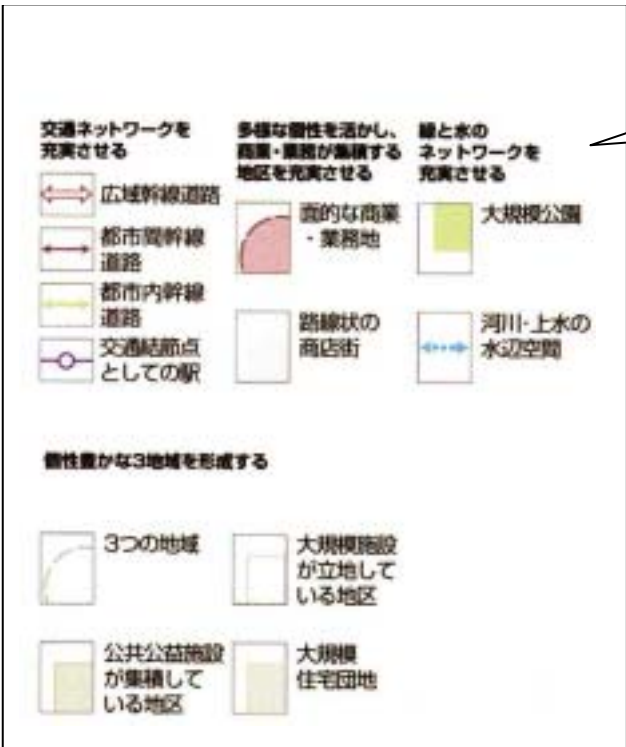 交通ネットワークを
充実させる
広域幹線道路
都市間幹線
道路
都市内幹線
道路
交通結節点
としての駅
多様な個性を活かし、
商業・業務が集積する
地区を充実させる
面的な商業
・業務地
路線状の
商店街
緑と水の
ネットワークを
充実させる
大規模公園
河川・上水の
水辺空間
個性豊かな3地域を形成する
3つの地域
大規模施設
が立地して
いる地区
公共公益施設
が集積して
いる地区
大規模
住宅団地